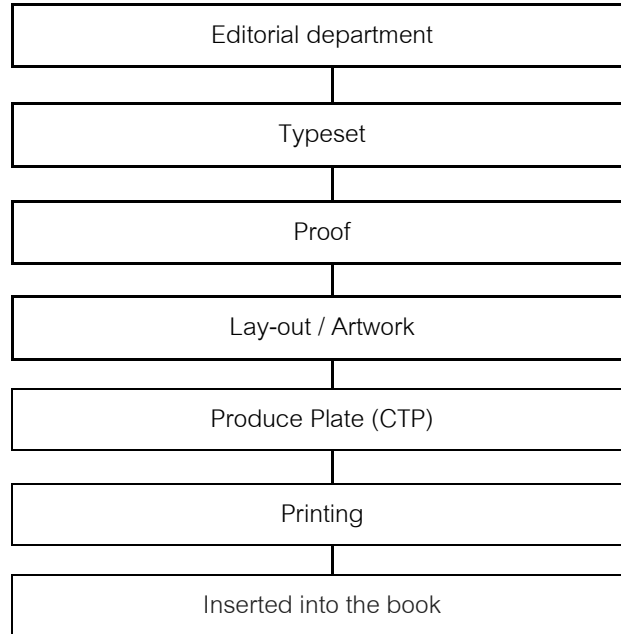 Editorial department
Typeset
Proof
Lay-out / Artwork
Produce Plate (CTP)
Printing
Inserted into the book